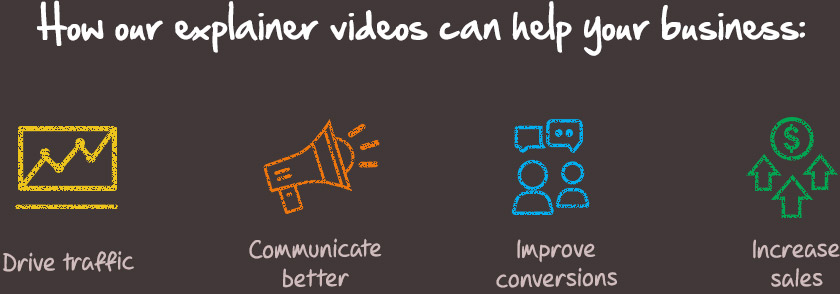 How our explainer videos can help your business:
$
Drive traffic
Communicate
better
Improve
conversions
Increase
sales